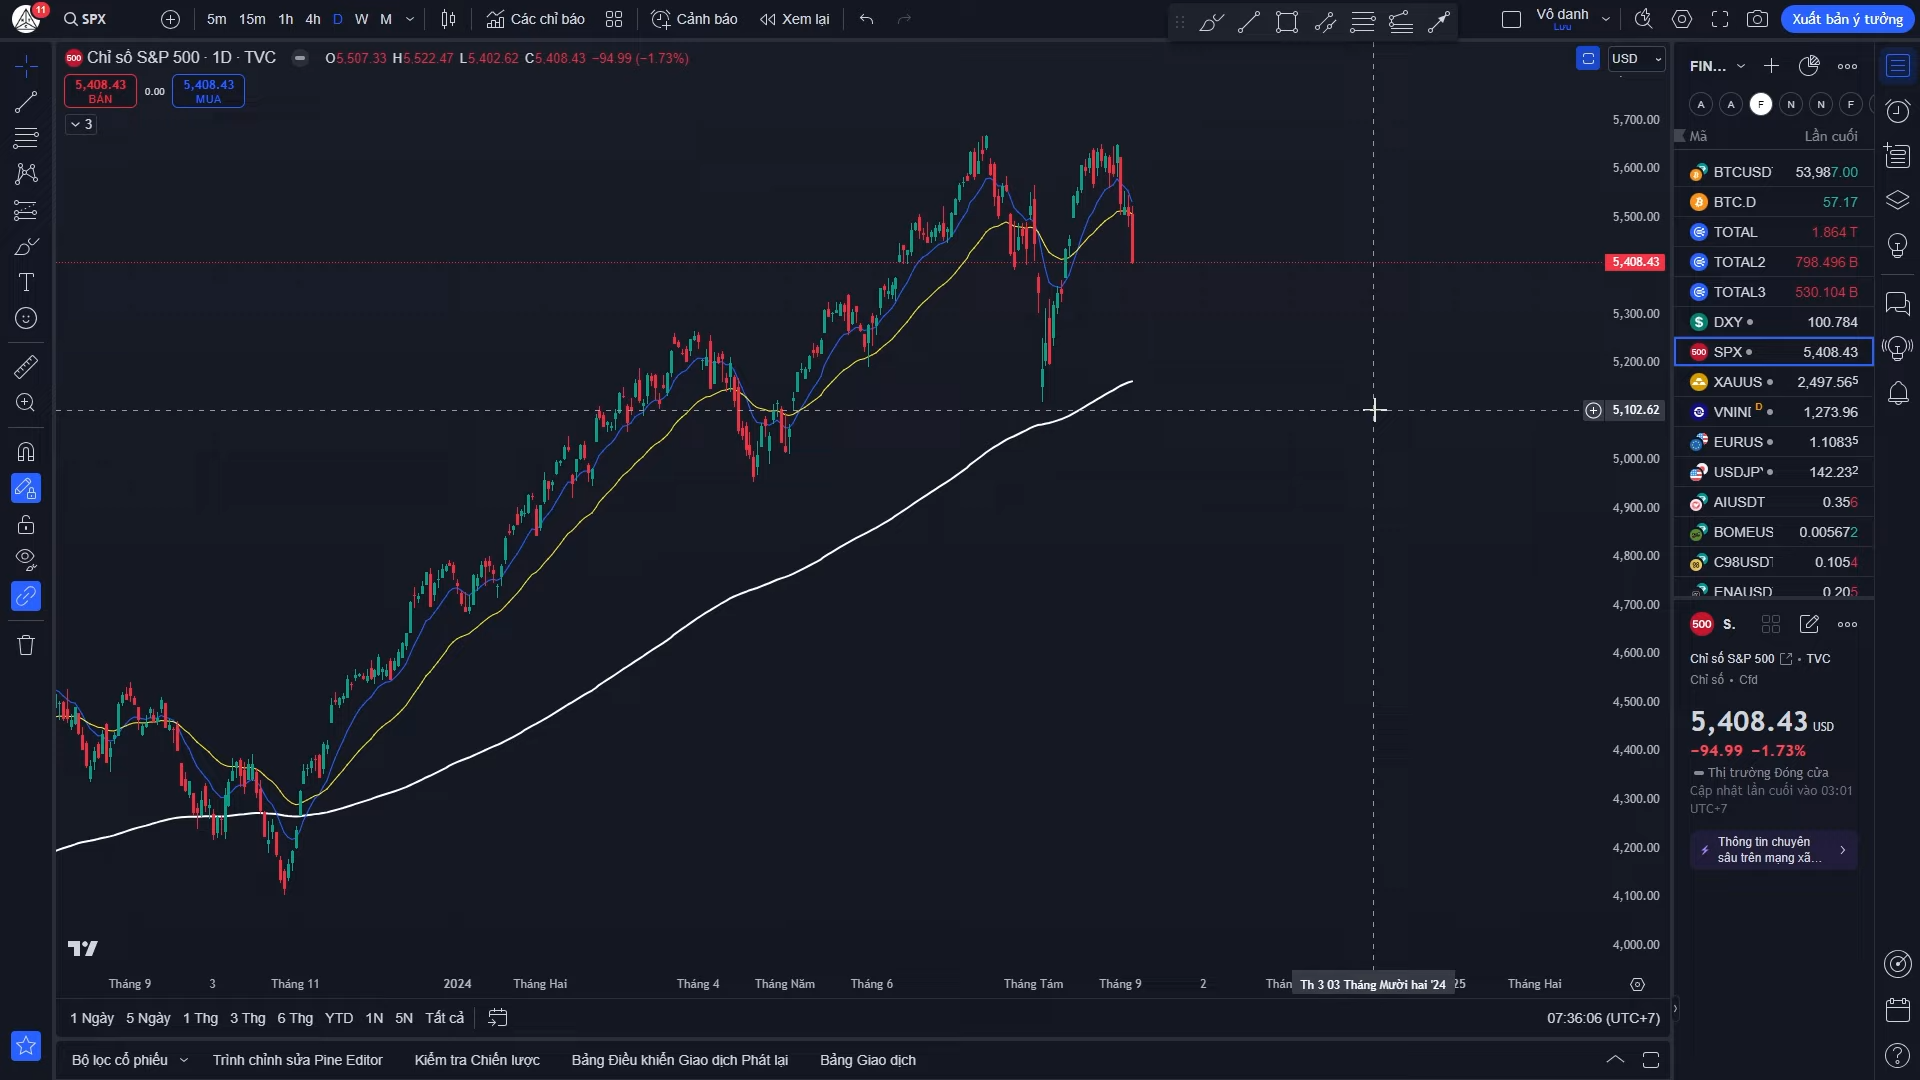 11
SPX
5m 15m 1h 4h D W M
Các chỉ báo
Cảnh báo
Xem lại
Vô danh
Lưu
Xuất bản ý tưởng
500 Chỉ số S&P 500 · 1D · TVC O5,507.33 H5,522.47 L5,402.62 C5,408.43 −94.99 (−1.73%)
5,408.43
BÁN
0.00
5,408.43
MUA
3
USD
5,700.00
5,600.00
5,500.00
5,408.43
5,300.00
5,200.00
5,102.62
5,000.00
4,900.00
4,800.00
4,700.00
4,600.00
4,500.00
4,400.00
4,300.00
4,200.00
4,100.00
4,000.00
Tháng 9 3 Tháng 11 2024 Tháng Hai Tháng 4 Tháng Năm Tháng 6 Tháng Tám Tháng 9 2 Thán Th 3 03 Tháng Mười hai '24 25 Tháng Hai
1 Ngày 5 Ngày 1 Thg 3 Thg 6 Thg YTD 1N 5N Tất cả
07:36:06 (UTC+7)
Bộ lọc cổ phiếu Trình chỉnh sửa Pine Editor Kiểm tra Chiến lược Bảng Điều khiển Giao dịch Phát lại Bảng Giao dịch
FIN...
A A F N N F
Mã Lần cuối
BTCUSD 53,987.00
BTC.D 57.17
TOTAL 1.864 T
TOTAL2 798.496 B
TOTAL3 530.104 B
DXY 100.784
500 SPX 5,408.43
XAUUS 2,497.565
VNINI D 1,273.96
EURUS 1.10835
USDJP 142.232
AIUSDT 0.356
BOMEUS 0.005672
C98USDT 0.1054
ENAUSD 0.205
500 S.
Chỉ số S&P 500 • TVC
Chỉ số • Cfd
5,408.43 USD
−94.99 −1.73%
Thị trường Đóng cửa
Cập nhật lần cuối vào 03:01
UTC+7
Thông tin chuyên
sâu trên mạng xã...